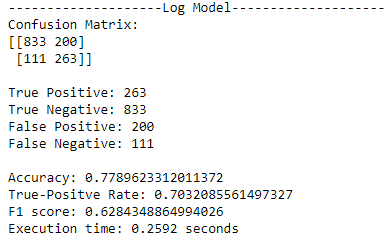 --------------------Log Model--------------------
Confusion Matrix:
[[833 200]
 [111 263]]
True Positive: 263
True Negative: 833
False Positive: 200
False Negative: 111
Accuracy: 0.7789623312011372
True-Positve Rate: 0.7032085561497327
F1 score: 0.6284348864994026
Execution time: 0.2592 seconds